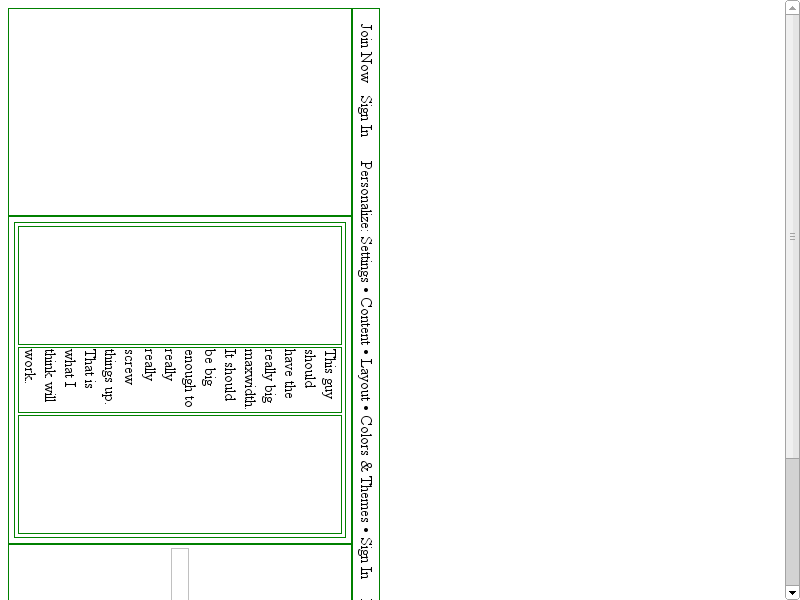 Join Now Sign In Personalize: Settings • Content • Layout • Colors & Themes • Sign In
This guy
should
have the
really big
maxwidth.
It should
be big
enough to
really
really
screw
things up.
That is
what I
think will
work.